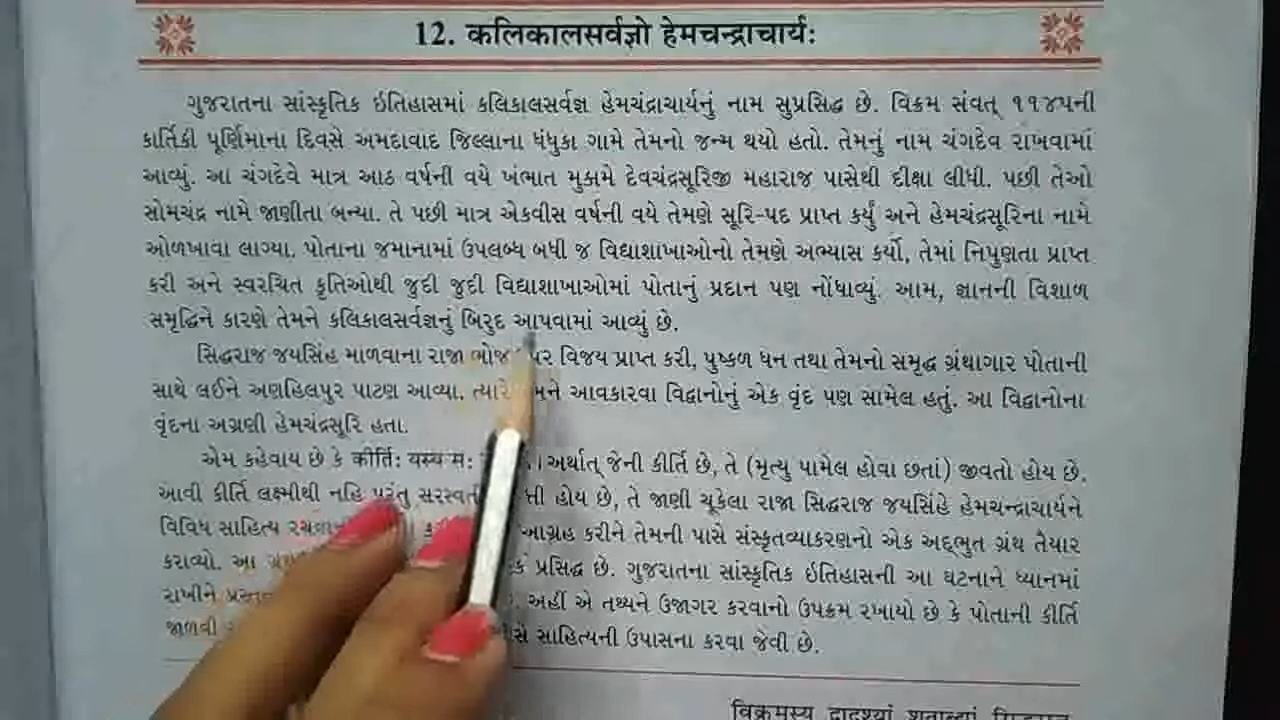 12. कलिकालसर्वज्ञो हेमचन्द्राचार्यः
ગુજરાતના સાંસ્કૃતિક ઇતિહાસમાં કલિકાલસર્વજ્ઞ હેમચંદ્રાચાર્યનું નામ સુપ્રસિદ્ધ છે. વિક્રમ સંવત્ ૧૧૪૫ની
કાર્તિકી પૂર્ણિમાના દિવસે અમદાવાદ જિલ્લાના ધંધુકા ગામે તેમનો જન્મ થયો હતો. તેમનું નામ ચંગદેવ રાખવામાં
આવ્યું. આ ચંગદેવે માત્ર આઠ વર્ષની વયે ખંભાત મુકામે દેવચંદ્રસૂરિજી મહારાજ પાસેથી દીક્ષા લીધી. પછી તેઓ
સોમચંદ્ર નામે જાણીતા બન્યા. તે પછી માત્ર એકવીસ વર્ષની વયે તેમણે સૂરિ-પદ પ્રાપ્ત કર્યું અને હેમચંદ્રસૂરિના નામે
ઓળખાવા લાગ્યા. પોતાના જમાનામાં ઉપલબ્ધ બધી જ વિદ્યાશાખાઓનો તેમણે અભ્યાસ કર્યો, તેમાં નિપુણતા પ્રાપ્ત
કરી અને સ્વરચિત કૃતિઓથી જુદી જુદી વિદ્યાશાખાઓમાં પોતાનું પ્રદાન પણ નોંધાવ્યું. આમ, જ્ઞાનની વિશાળ
સમૃદ્ધિને કારણે તેમને કલિકાલસર્વજ્ઞનું બિરુદ આપવામાં આવ્યું છે.
સિદ્ધરાજ જયસિંહ માળવાના રાજા ભોજ પર વિજય પ્રાપ્ત કરી, પુષ્કળ ધન તથા તેમનો સમૃદ્ધ ગ્રંથાગાર પોતાની
સાથે લઈને અણહિલપુર પાટણ આવ્યા. ત્યારે આવકારવા વિદ્વાનોનું એક વૃંદ પણ સામેલ હતું. આ વિદ્વાનોના
વૃંદના અગ્રણી હેમચંદ્રસૂરિ હતા.
એમ કહેવાય છે કે कीर्तिः यस्य सः । અર્થાત્ જેની કીર્તિ છે, તે (મૃત્યુ પામેલ હોવા છતાં) જીવતો હોય છે.
આવી કીર્તિ લક્ષ્મીથી નહિ પરંતુ હોય છે, તે જાણી ચૂકેલા રાજા સિદ્ધરાજ જયસિંહે હેમચન્દ્રાચાર્યને
વિવિધ સાહિત્ય આગ્રહ કરીને તેમની પાસે સંસ્કૃતવ્યાકરણનો એક અદ્ભુત ગ્રંથ તૈયાર
કરાવ્યો. આ પ્રસિદ્ધ છે. ગુજરાતના સાંસ્કૃતિક ઇતિહાસની આ ઘટનાને ધ્યાનમાં
રાખીને અહીં એ તથ્યને ઉજાગર કરવાનો ઉપક્રમ રખાયો છે કે પોતાની કીર્તિ
જાળવી સાહિત્યની ઉપાસના કરવા જેવી છે.
विक्रमस्य द्वादश्यां